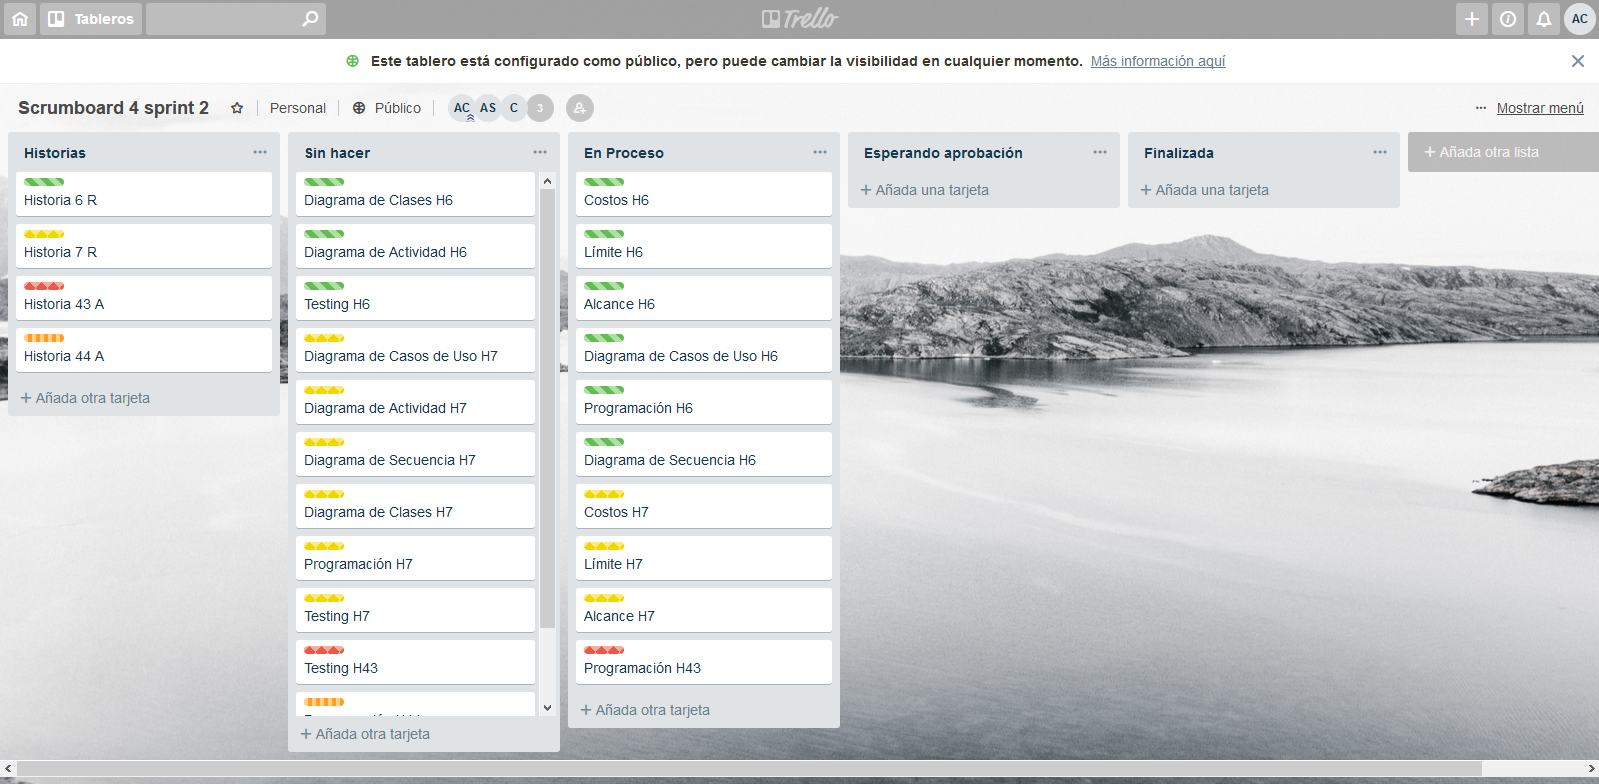 Tableros
Trello
AC
Este tablero está configurado como público, pero puede cambiar la visibilidad en cualquier momento. Más información aquí
Scrumboard 4 sprint 2
Personal
Público
AC AS C 3
Mostrar menú
Historias
Historia 6 R
Historia 7 R
Historia 43 A
Historia 44 A
+ Añada otra tarjeta
Sin hacer
Diagrama de Clases H6
Diagrama de Actividad H6
Testing H6
Diagrama de Casos de Uso H7
Diagrama de Actividad H7
Diagrama de Secuencia H7
Diagrama de Clases H7
Programación H7
Testing H7
Testing H43
+ Añada otra tarjeta
En Proceso
Costos H6
Límite H6
Alcance H6
Diagrama de Casos de Uso H6
Programación H6
Diagrama de Secuencia H6
Costos H7
Límite H7
Alcance H7
Programación H43
+ Añada otra tarjeta
Esperando aprobación
+ Añada una tarjeta
Finalizada
+ Añada una tarjeta
+ Añada otra lista